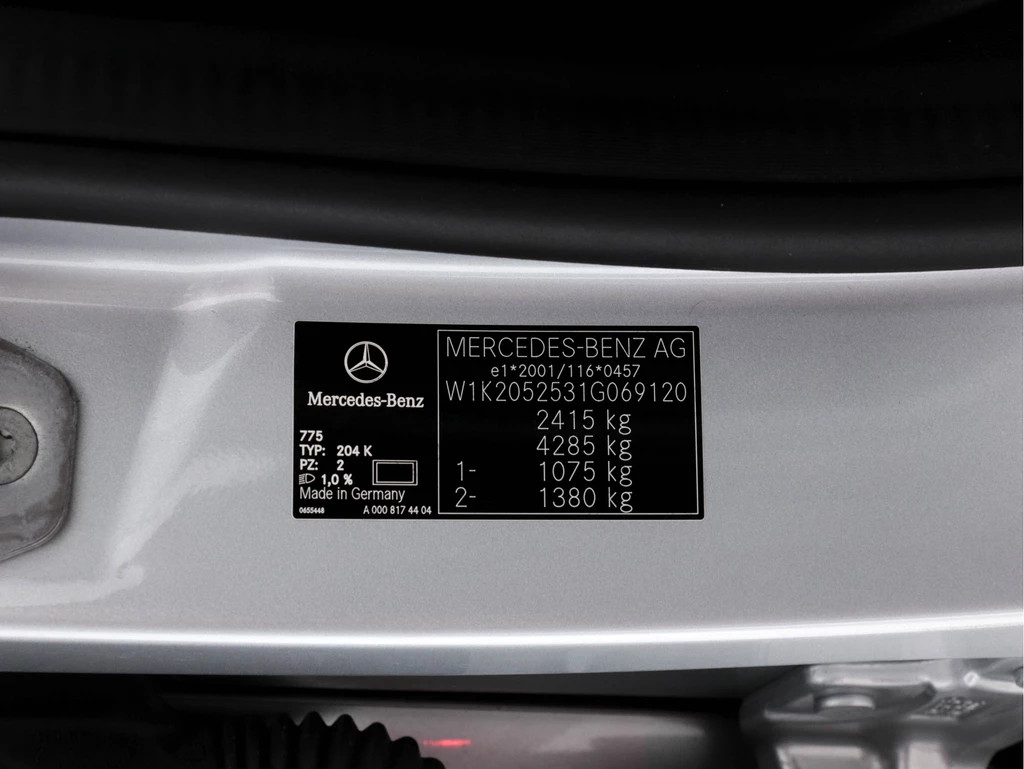 Mercedes-Benz
775
TYP: 204 K
PZ: 2
1,0 %
Made in Germany
0655448 A 000 817 44 04
MERCEDES-BENZ AG
e1*2001/116*0457
W1K2052531G069120
2415 kg
4285 kg
1- 1075 kg
2- 1380 kg